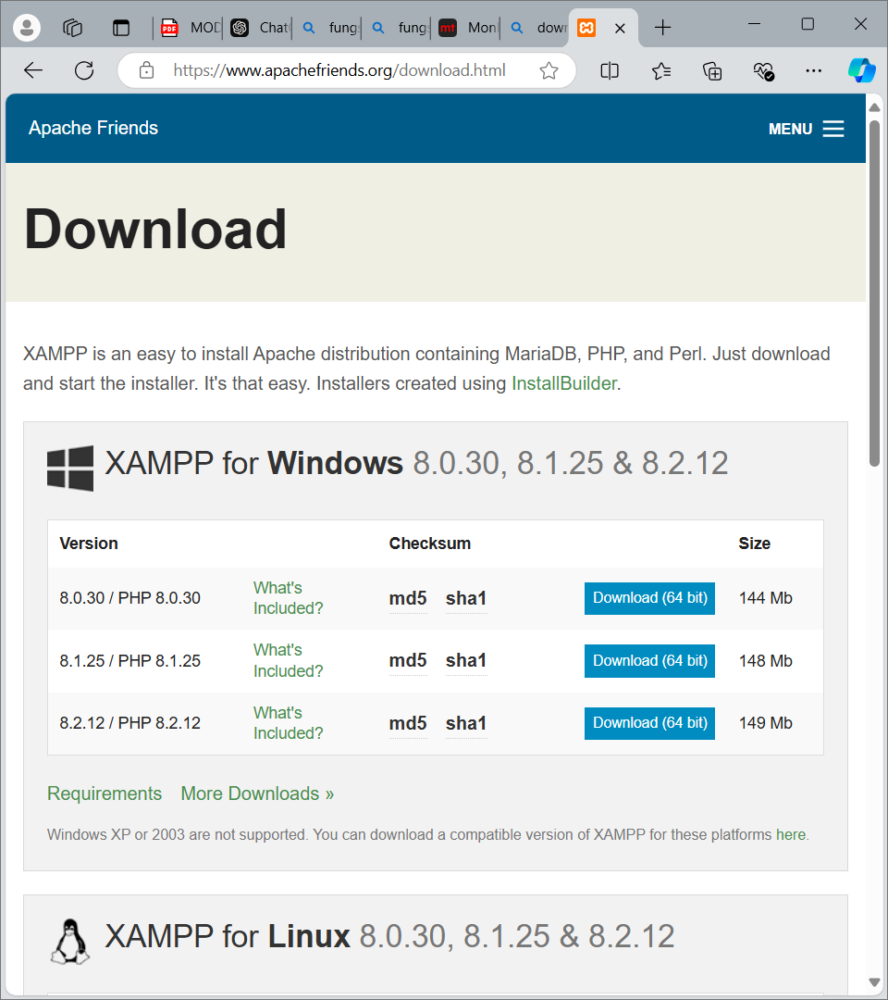 PDF MOD Chat fung fung mt Mon dow
https://www.apachefriends.org/download.html
Apache Friends MENU
Download
XAMPP is an easy to install Apache distribution containing MariaDB, PHP, and Perl. Just download
and start the installer. It's that easy. Installers created using InstallBuilder.
XAMPP for Windows 8.0.30, 8.1.25 & 8.2.12
Version Checksum Size
8.0.30 / PHP 8.0.30 What's Included? md5 sha1 Download (64 bit) 144 Mb
8.1.25 / PHP 8.1.25 What's Included? md5 sha1 Download (64 bit) 148 Mb
8.2.12 / PHP 8.2.12 What's Included? md5 sha1 Download (64 bit) 149 Mb
Requirements More Downloads »
Windows XP or 2003 are not supported. You can download a compatible version of XAMPP for these platforms here.
XAMPP for Linux 8.0.30, 8.1.25 & 8.2.12